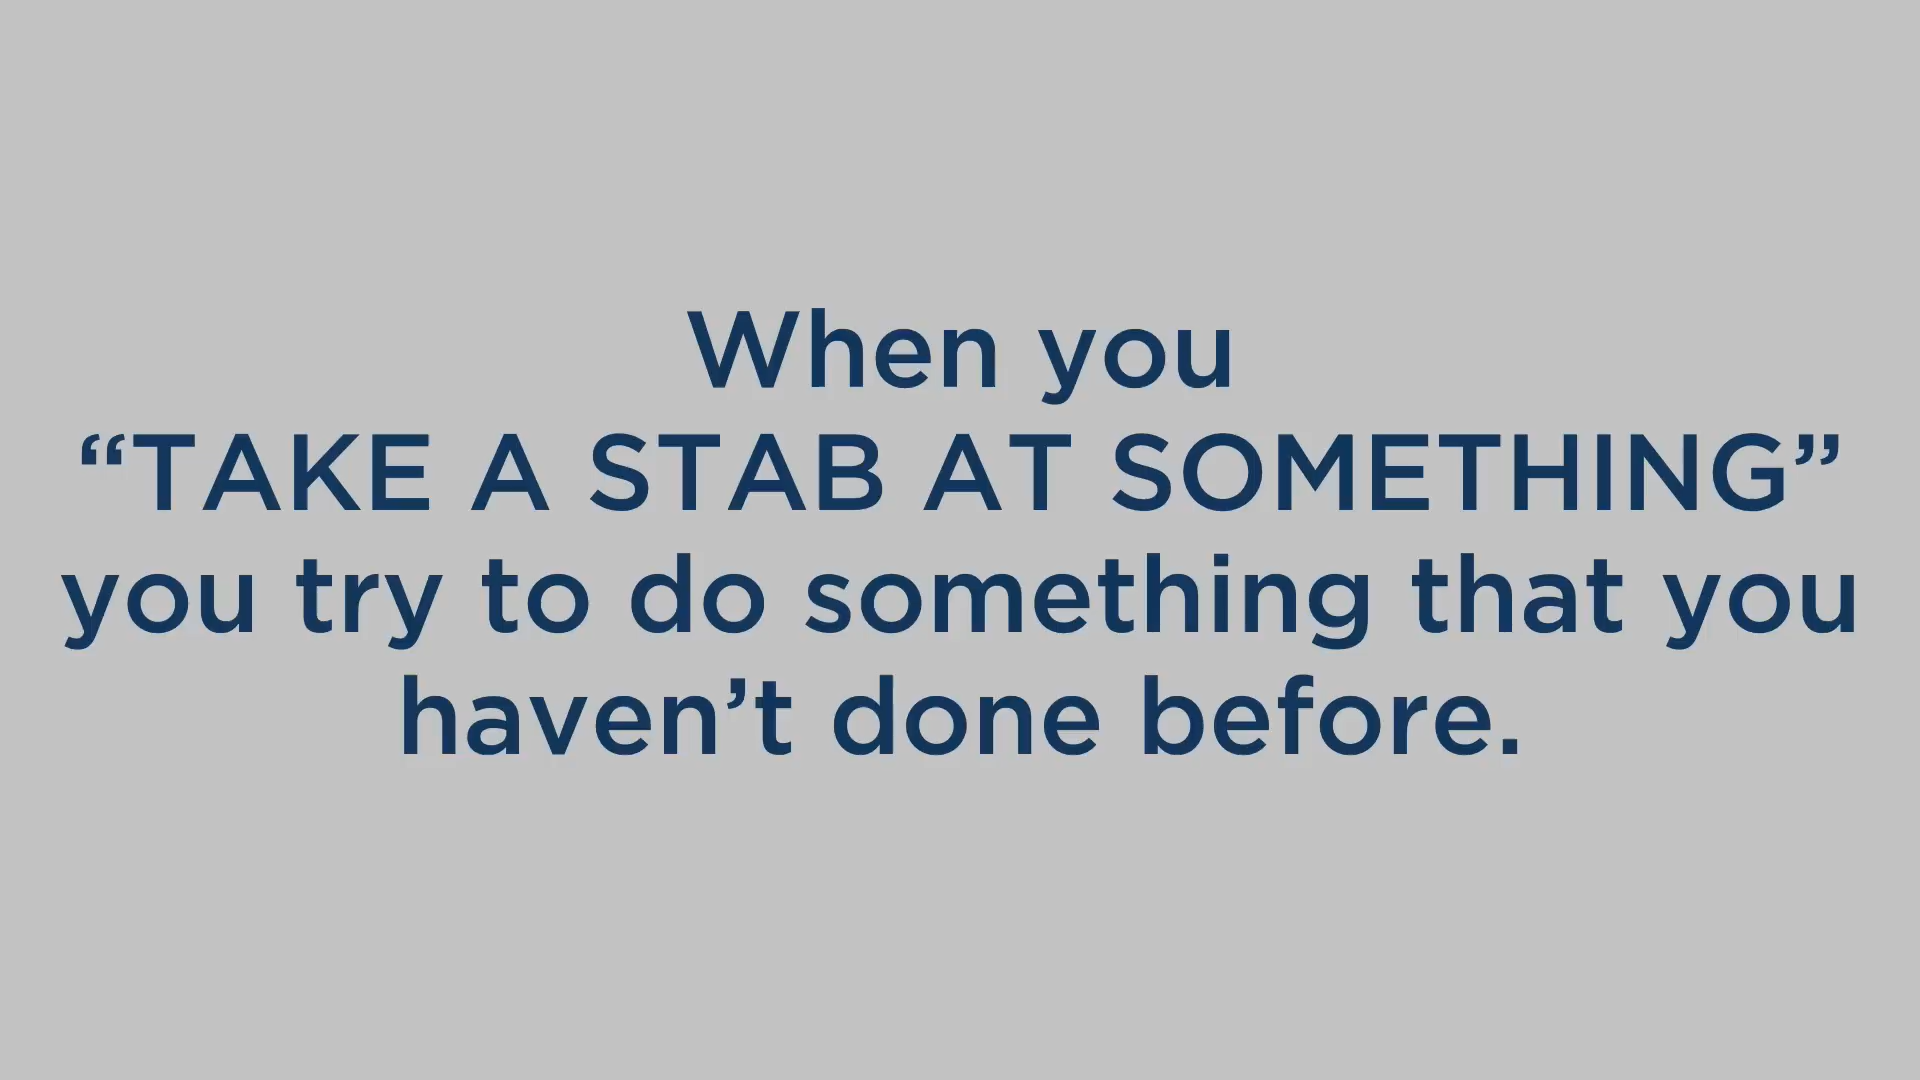 When you
“TAKE A STAB AT SOMETHING”
you try to do something that you
haven’t done before.